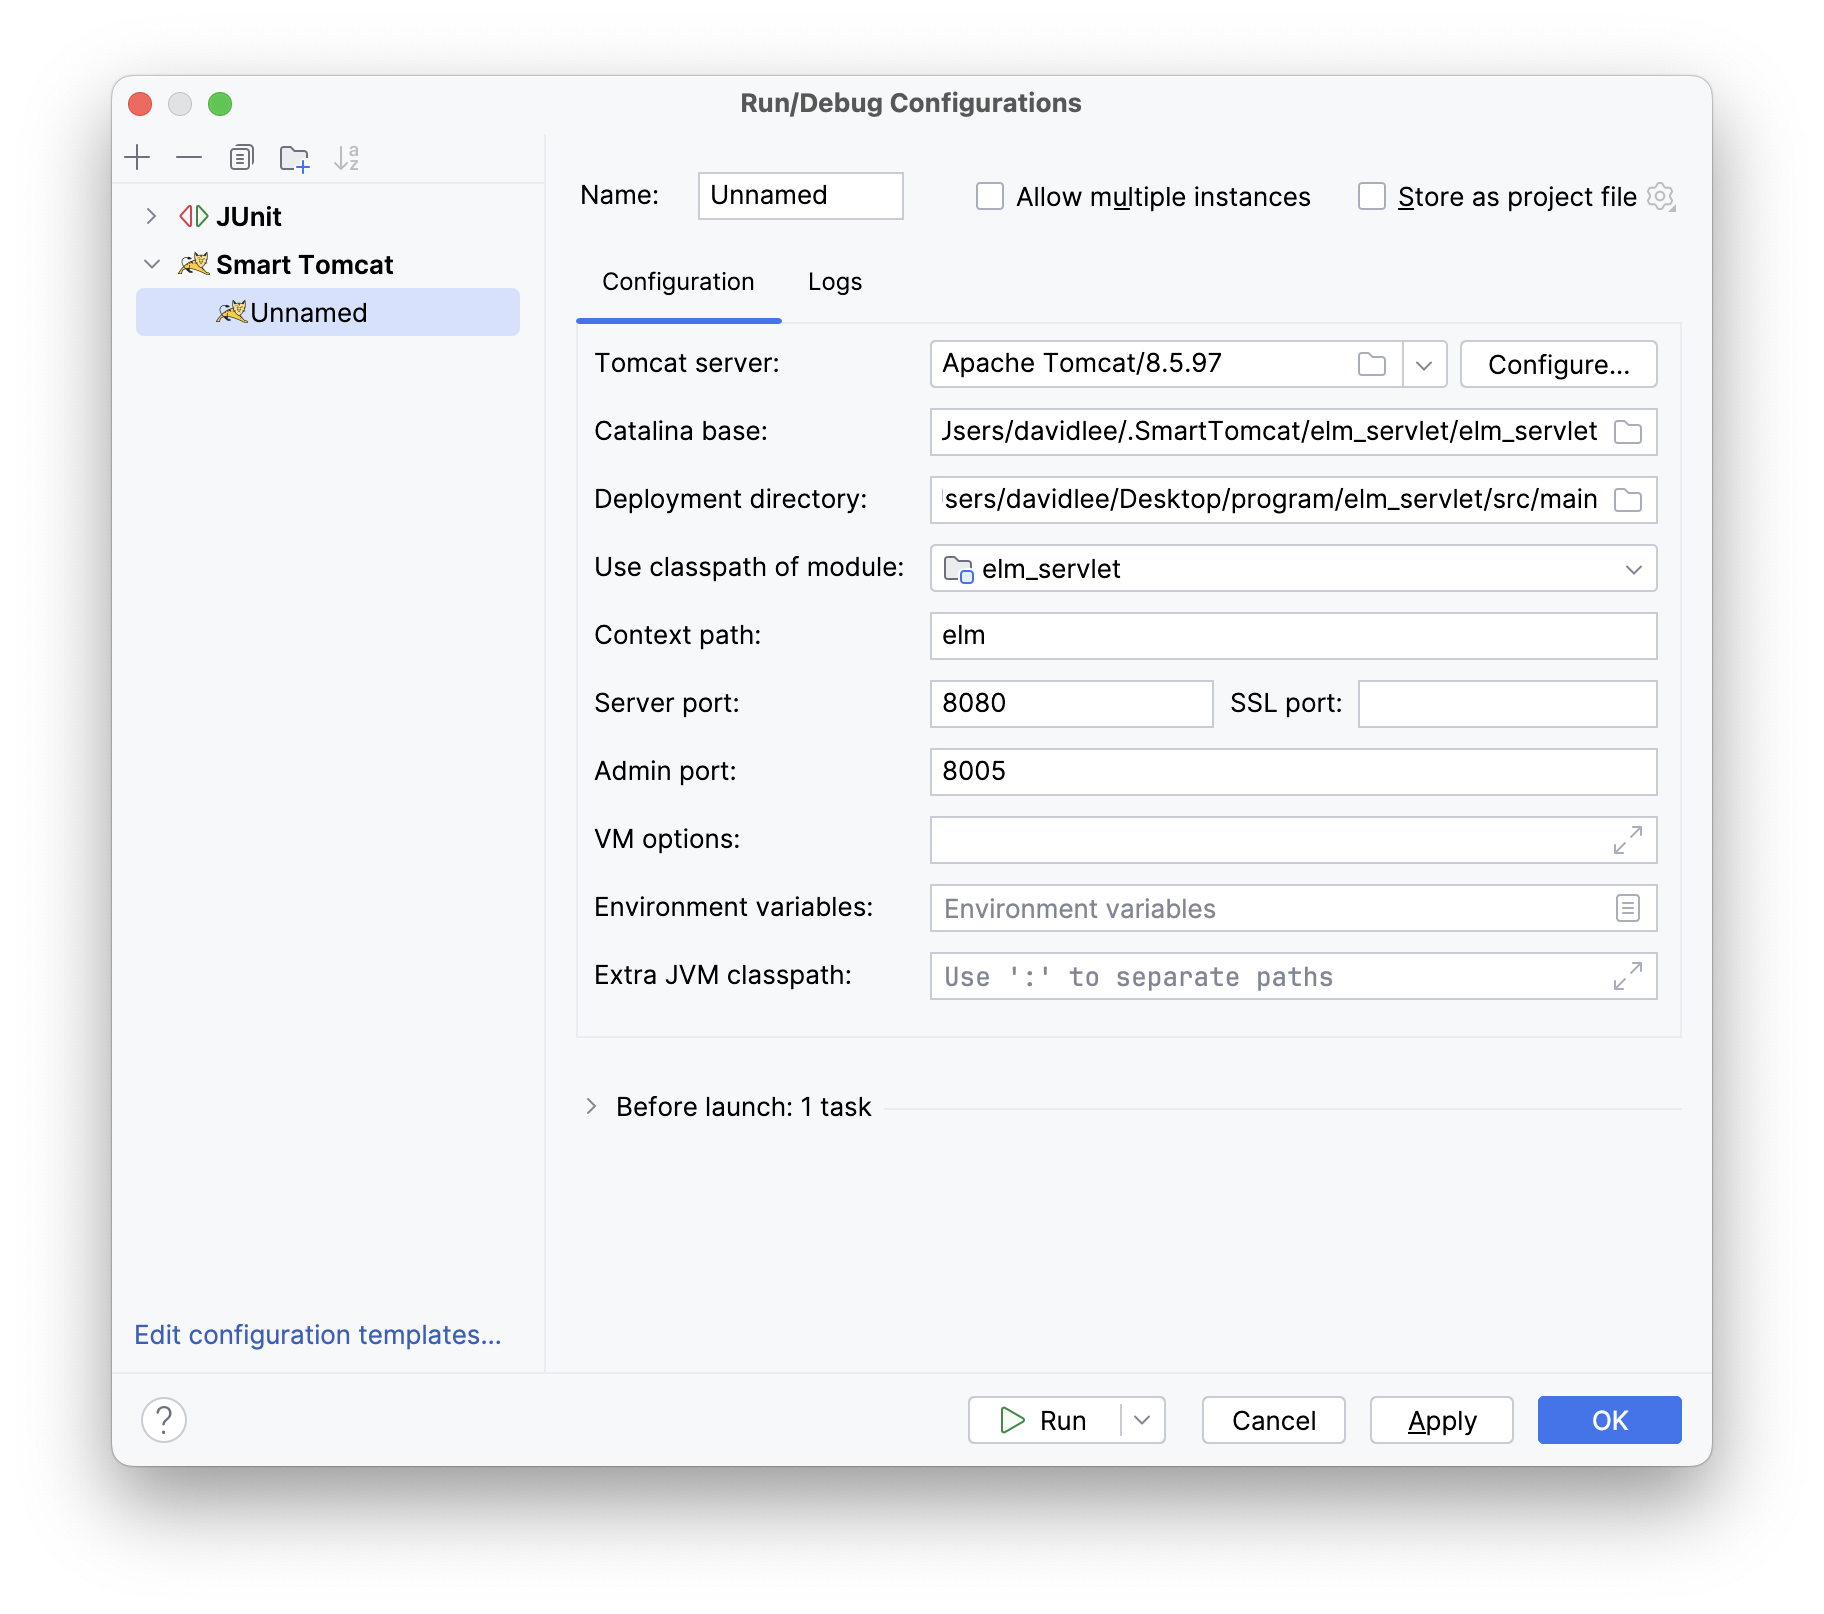 Run/Debug Configurations
JUnit
Smart Tomcat
Unnamed
Edit configuration templates...
Name: Unnamed Allow multiple instances Store as project file
Configuration Logs
Tomcat server: Apache Tomcat/8.5.97 Configure...
Catalina base: Users/davidlee/.SmartTomcat/elm_servlet/elm_servlet
Deployment directory: sers/davidlee/Desktop/program/elm_servlet/src/main
Use classpath of module: elm_servlet
Context path: elm
Server port: 8080 SSL port:
Admin port: 8005
VM options:
Environment variables: Environment variables
Extra JVM classpath: Use ':' to separate paths
Before launch: 1 task
? Run Cancel Apply OK